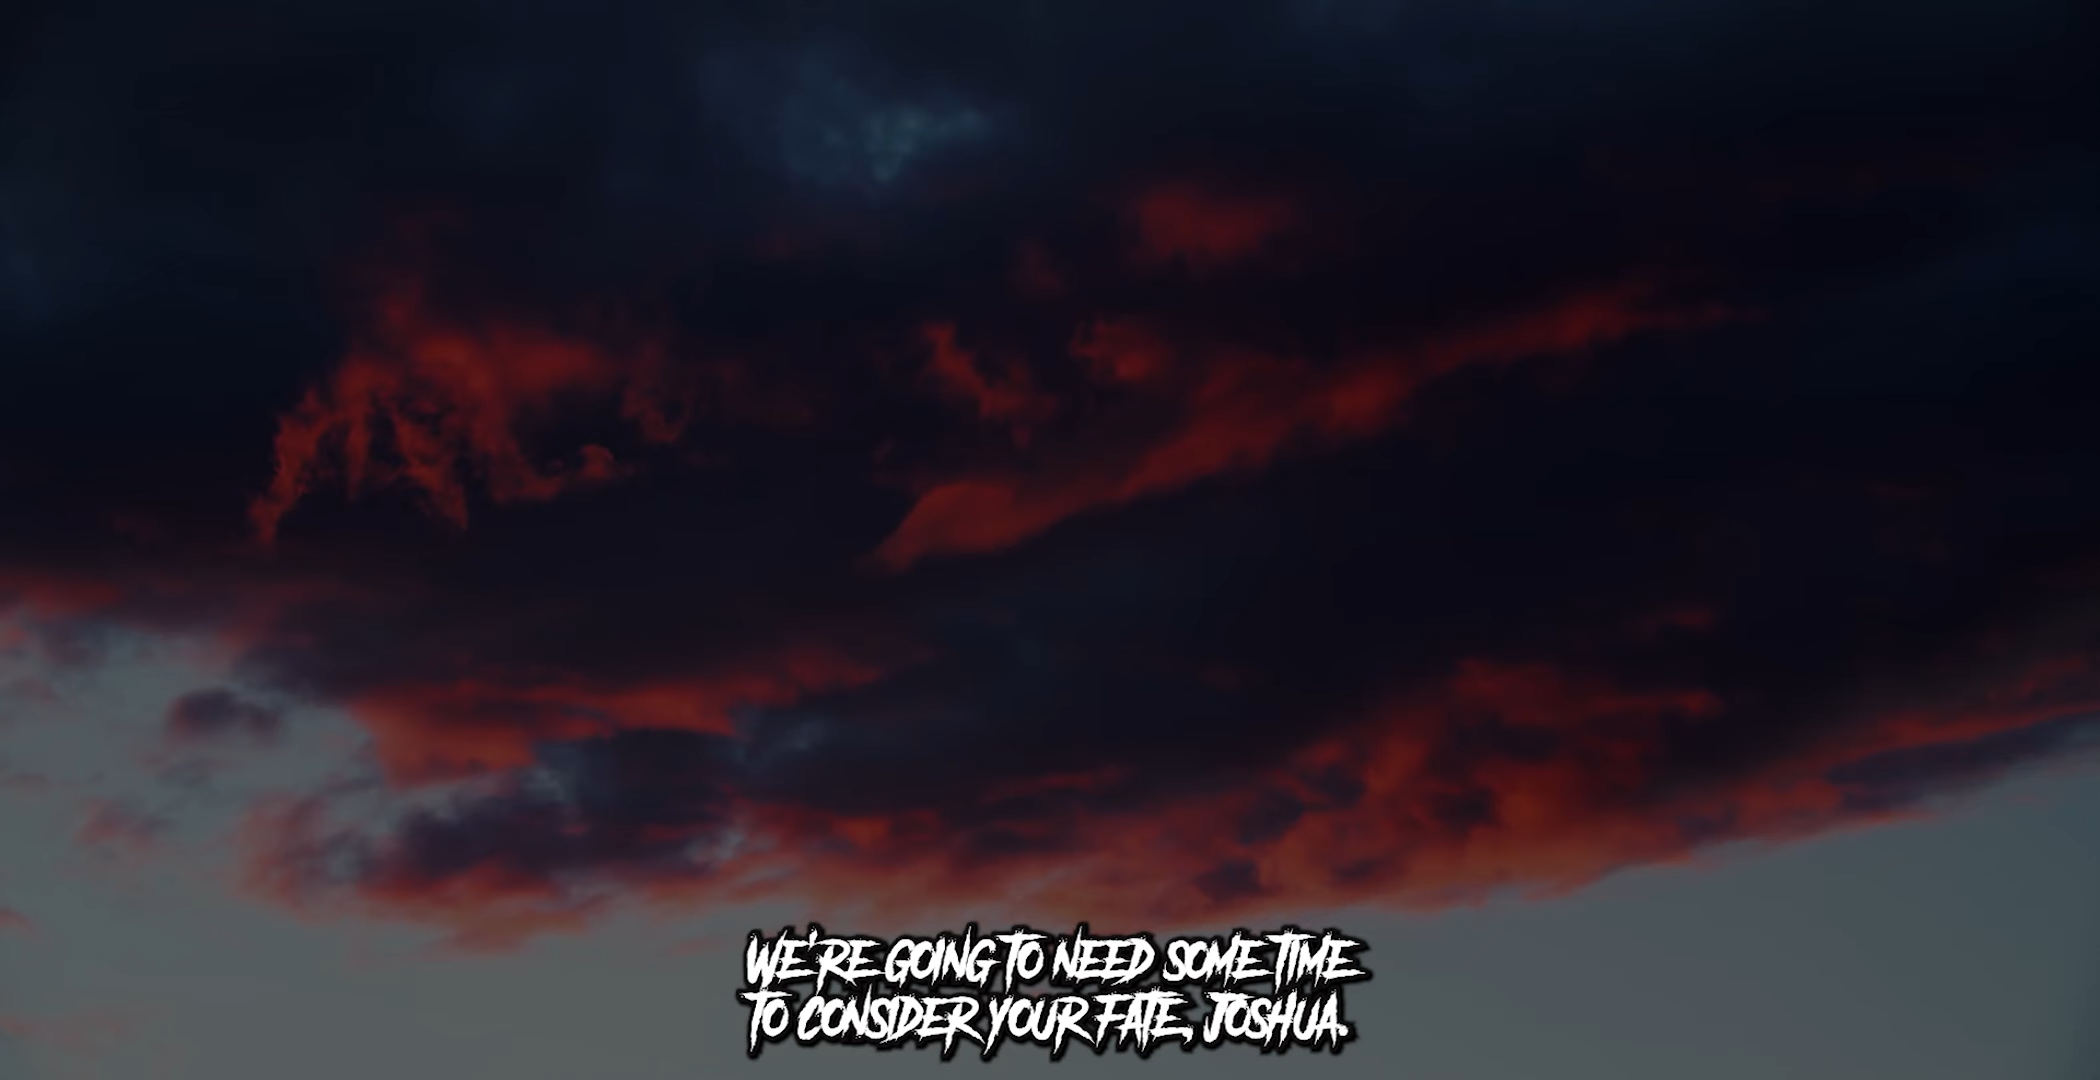 WE'RE GOING TO NEED SOME TIME
TO CONSIDER YOUR FATE, JOSHUA.